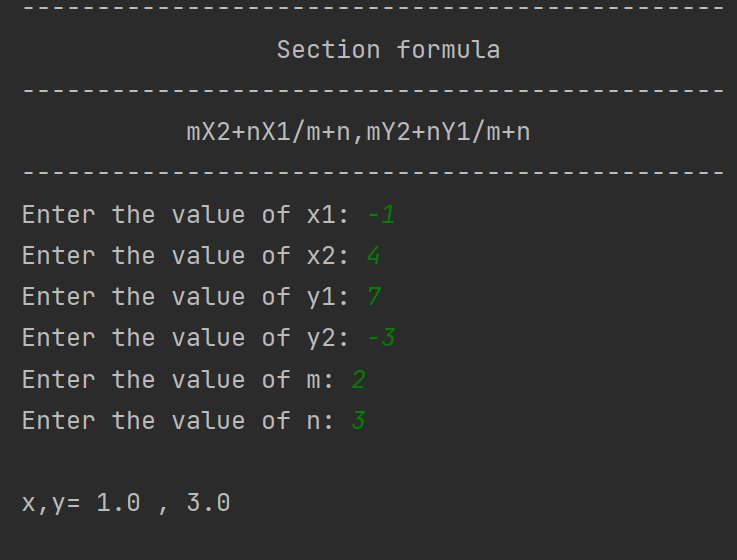 -----------------------------------------------
Section formula
-----------------------------------------------
mX2+nX1/m+n,mY2+nY1/m+n
-----------------------------------------------
Enter the value of x1: -1
Enter the value of x2: 4
Enter the value of y1: 7
Enter the value of y2: -3
Enter the value of m: 2
Enter the value of n: 3
x,y= 1.0 , 3.0